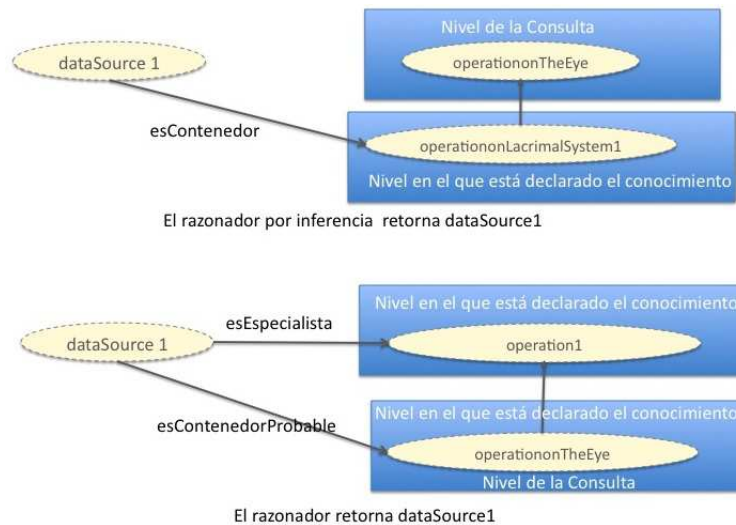 Nivel de la Consulta
dataSource 1
operationonTheEye
esContenedor
operationonLacrimalSystem1
Nivel en el que está declarado el conocimiento
El razonador por inferencia retorna dataSource1
Nivel en el que está declarado el conocimiento
esEspecialista
dataSource 1
operation1
Nivel en el que está declarado el conocimiento
esContenedorProbable
operationonTheEye
Nivel de la Consulta
El razonador retorna dataSource1